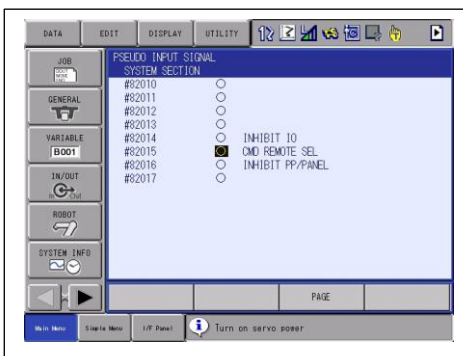 DATA EDIT DISPLAY UTILITY
JOB
GENERAL
VARIABLE
B001
IN/OUT
In Out
ROBOT
SYSTEM INFO
PSEUDO INPUT SIGNAL
SYSTEM SECTION
#82010
#82011
#82012
#82013
#82014 INHIBIT IO
#82015 CMD REMOTE SEL
#82016 INHIBIT PP/PANEL
#82017
PAGE
Main Menu Simple Menu I/F Panel Turn on servo power